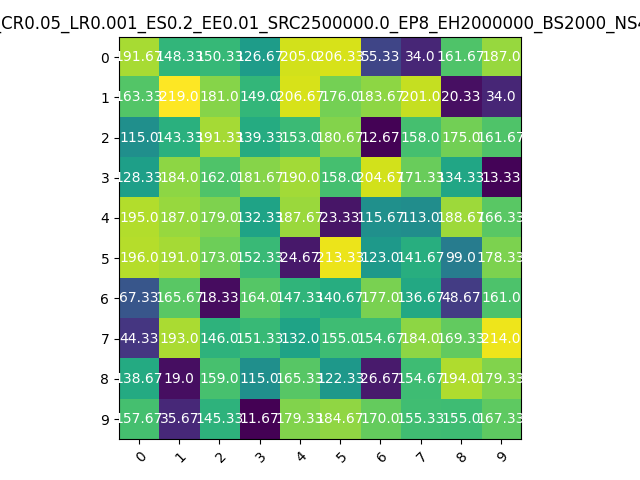 _CR0.05_LR0.001_ES0.2_EE0.01_SRC2500000.0_EP8_EH2000000_BS2000_NS4
0 191.67 148.33 150.33 126.67 205.0 206.33 55.33 34.0 161.67 187.0
1 163.33 219.0 181.0 149.0 206.67 176.0 183.67 201.0 20.33 34.0
2 115.0 143.33 191.33 139.33 153.0 180.67 12.67 158.0 175.0 161.67
3 128.33 184.0 162.0 181.67 190.0 158.0 204.67 171.33 134.33 13.33
4 195.0 187.0 179.0 132.33 187.67 23.33 115.67 113.0 188.67 166.33
5 196.0 191.0 173.0 152.33 24.67 213.33 123.0 141.67 99.0 178.33
6 67.33 165.67 18.33 164.0 147.33 140.67 177.0 136.67 48.67 161.0
7 44.33 193.0 146.0 151.33 132.0 155.0 154.67 184.0 169.33 214.0
8 138.67 19.0 159.0 115.0 165.33 122.33 26.67 154.67 194.0 179.33
9 157.67 35.67 145.33 11.67 179.33 184.67 170.0 155.33 155.0 167.33
0 1 2 3 4 5 6 7 8 9